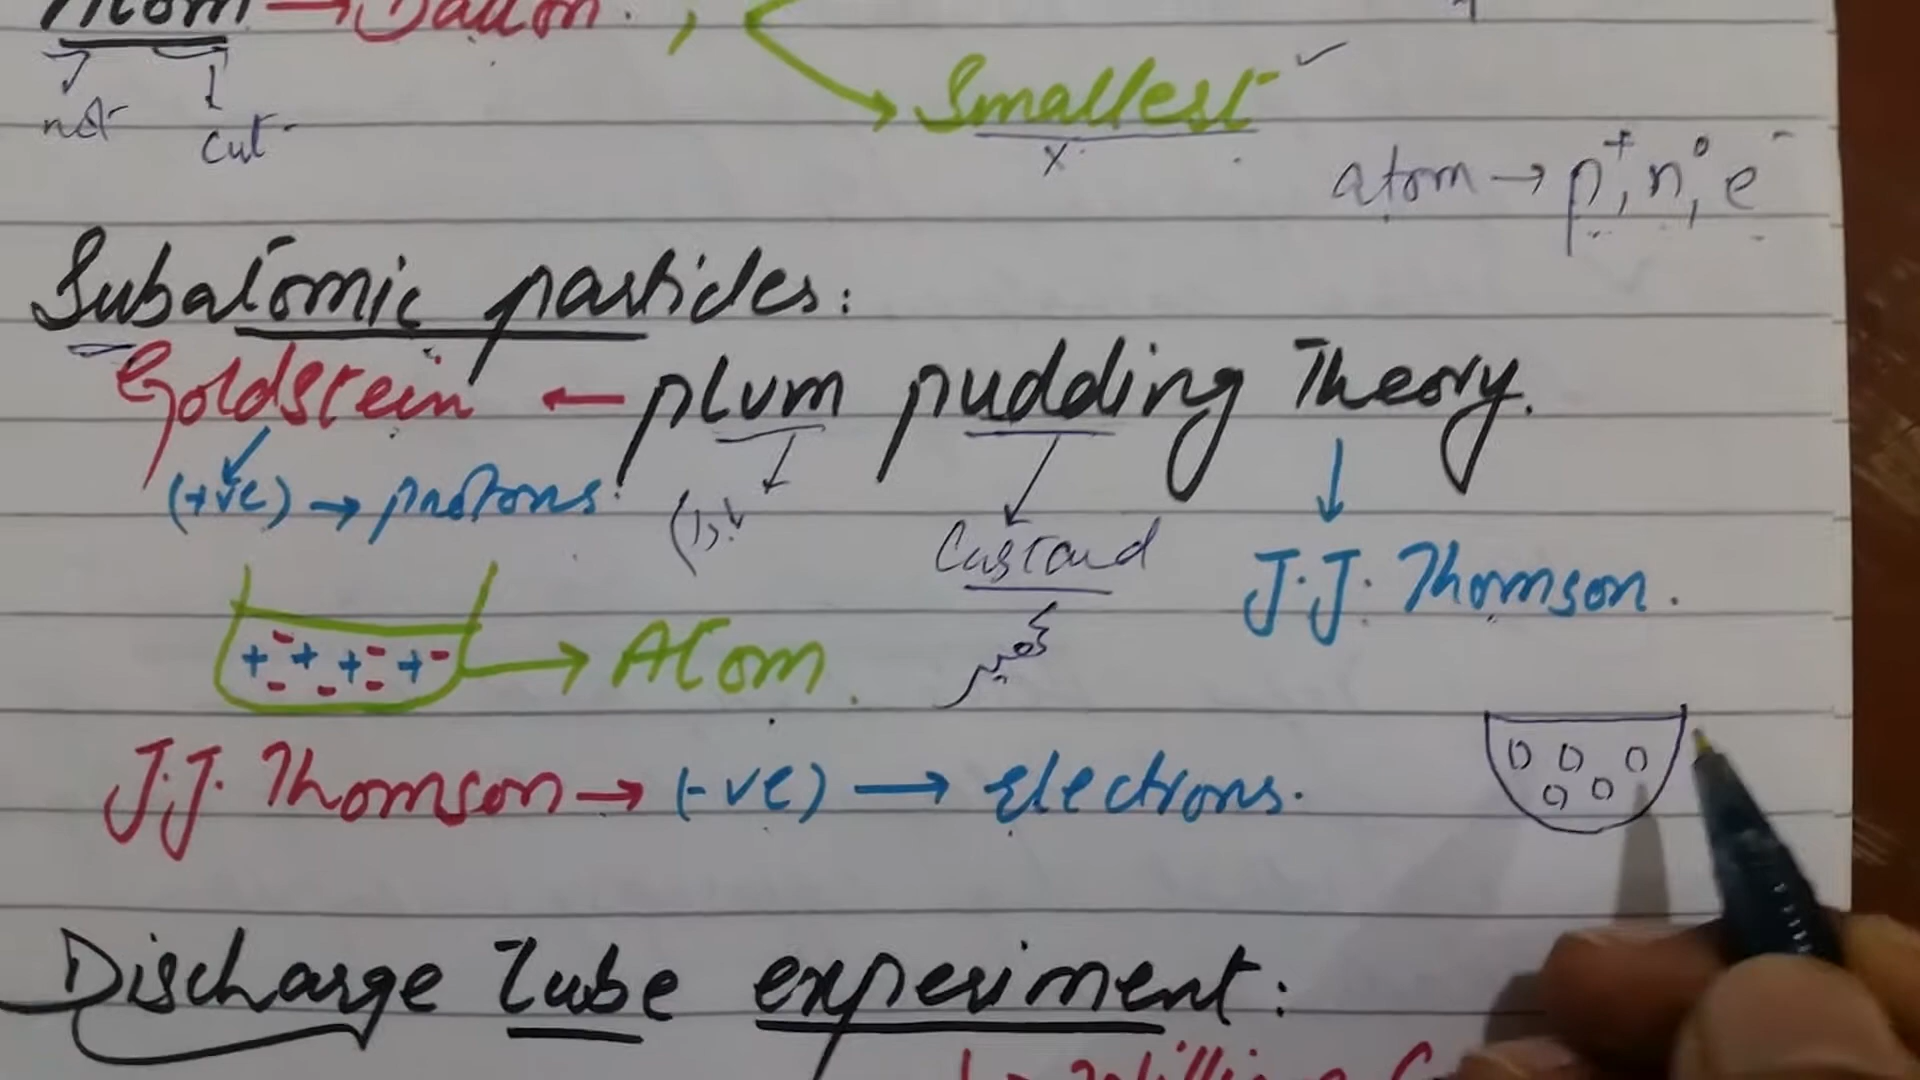 Atom → Dalton.
Smallest ✓
not cut
x
atom → p⁺, n⁰, e⁻
Subatomic particles:
Goldstein ← plum pudding Theory.
(+ve) → protons.
Custard
J.J. Thomson.
+ - + + - + -
- - -
→ Atom.
J.J. Thomson → (-ve) → electrons.
Discharge tube experiment: